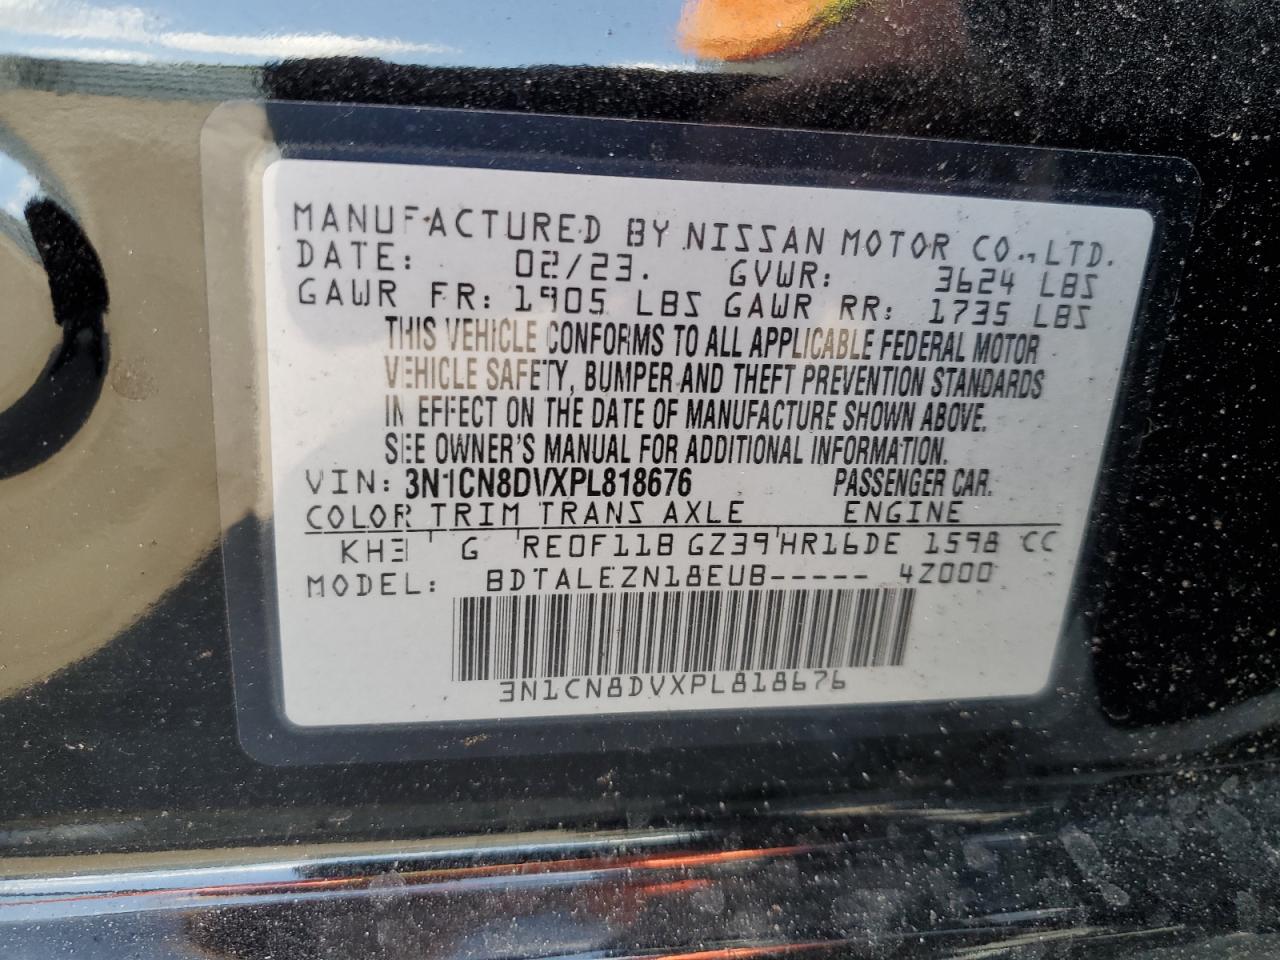 MANUFACTURED BY NISSAN MOTOR CO., LTD.
DATE: 02/23. GVWR: 3624 LBS
GAWR FR: 1905 LBS GAWR RR: 1735 LBS
THIS VEHICLE CONFORMS TO ALL APPLICABLE FEDERAL MOTOR
VEHICLE SAFETY, BUMPER AND THEFT PREVENTION STANDARDS
IN EFFECT ON THE DATE OF MANUFACTURE SHOWN ABOVE.
SEE OWNER'S MANUAL FOR ADDITIONAL INFORMATION.
VIN: 3N1CN8DVXPL818676 PASSENGER CAR.
COLOR TRIM TRANS AXLE ENGINE
KH3 G RE0F11B GZ39 HR16DE 1598 CC
MODEL: BDTALEZN18EUB----- 4Z000
3N1CN8DVXPL818676